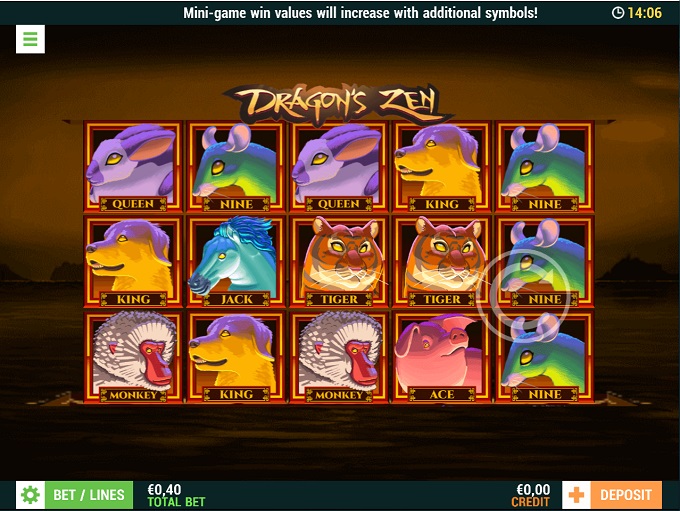 Mini-game win values will increase with additional symbols!
14:06
DRAGON'S ZEN
QUEEN
NINE
QUEEN
KING
NINE
KING
JACK
TIGER
TIGER
NINE
MONKEY
KING
MONKEY
ACE
NINE
BET / LINES
€0,40
TOTAL BET
€0,00
CREDIT
DEPOSIT